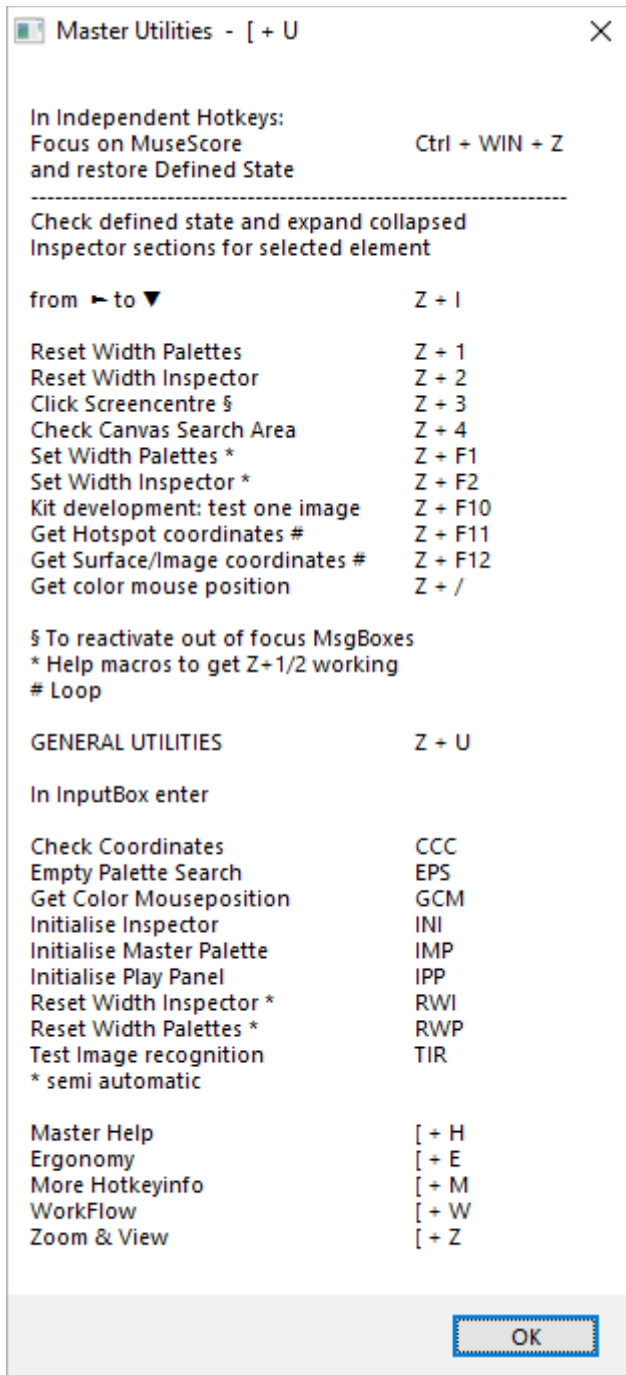 Master Utilities - [ + U
In Independent Hotkeys:
Focus on MuseScore Ctrl + WIN + Z
and restore Defined State
-------------------------------------------------------------------
Check defined state and expand collapsed
Inspector sections for selected element
from ► to ▼ Z + I
Reset Width Palettes Z + 1
Reset Width Inspector Z + 2
Click Screencentre § Z + 3
Check Canvas Search Area Z + 4
Set Width Palettes * Z + F1
Set Width Inspector * Z + F2
Kit development: test one image Z + F10
Get Hotspot coordinates # Z + F11
Get Surface/Image coordinates # Z + F12
Get color mouse position Z + /
§ To reactivate out of focus MsgBoxes
* Help macros to get Z+1/2 working
# Loop
GENERAL UTILITIES Z + U
In InputBox enter
Check Coordinates CCC
Empty Palette Search EPS
Get Color Mouseposition GCM
Initialise Inspector INI
Initialise Master Palette IMP
Initialise Play Panel IPP
Reset Width Inspector * RWI
Reset Width Palettes * RWP
Test Image recognition TIR
* semi automatic
Master Help [ + H
Ergonomy [ + E
More Hotkeyinfo [ + M
WorkFlow [ + W
Zoom & View [ + Z
OK